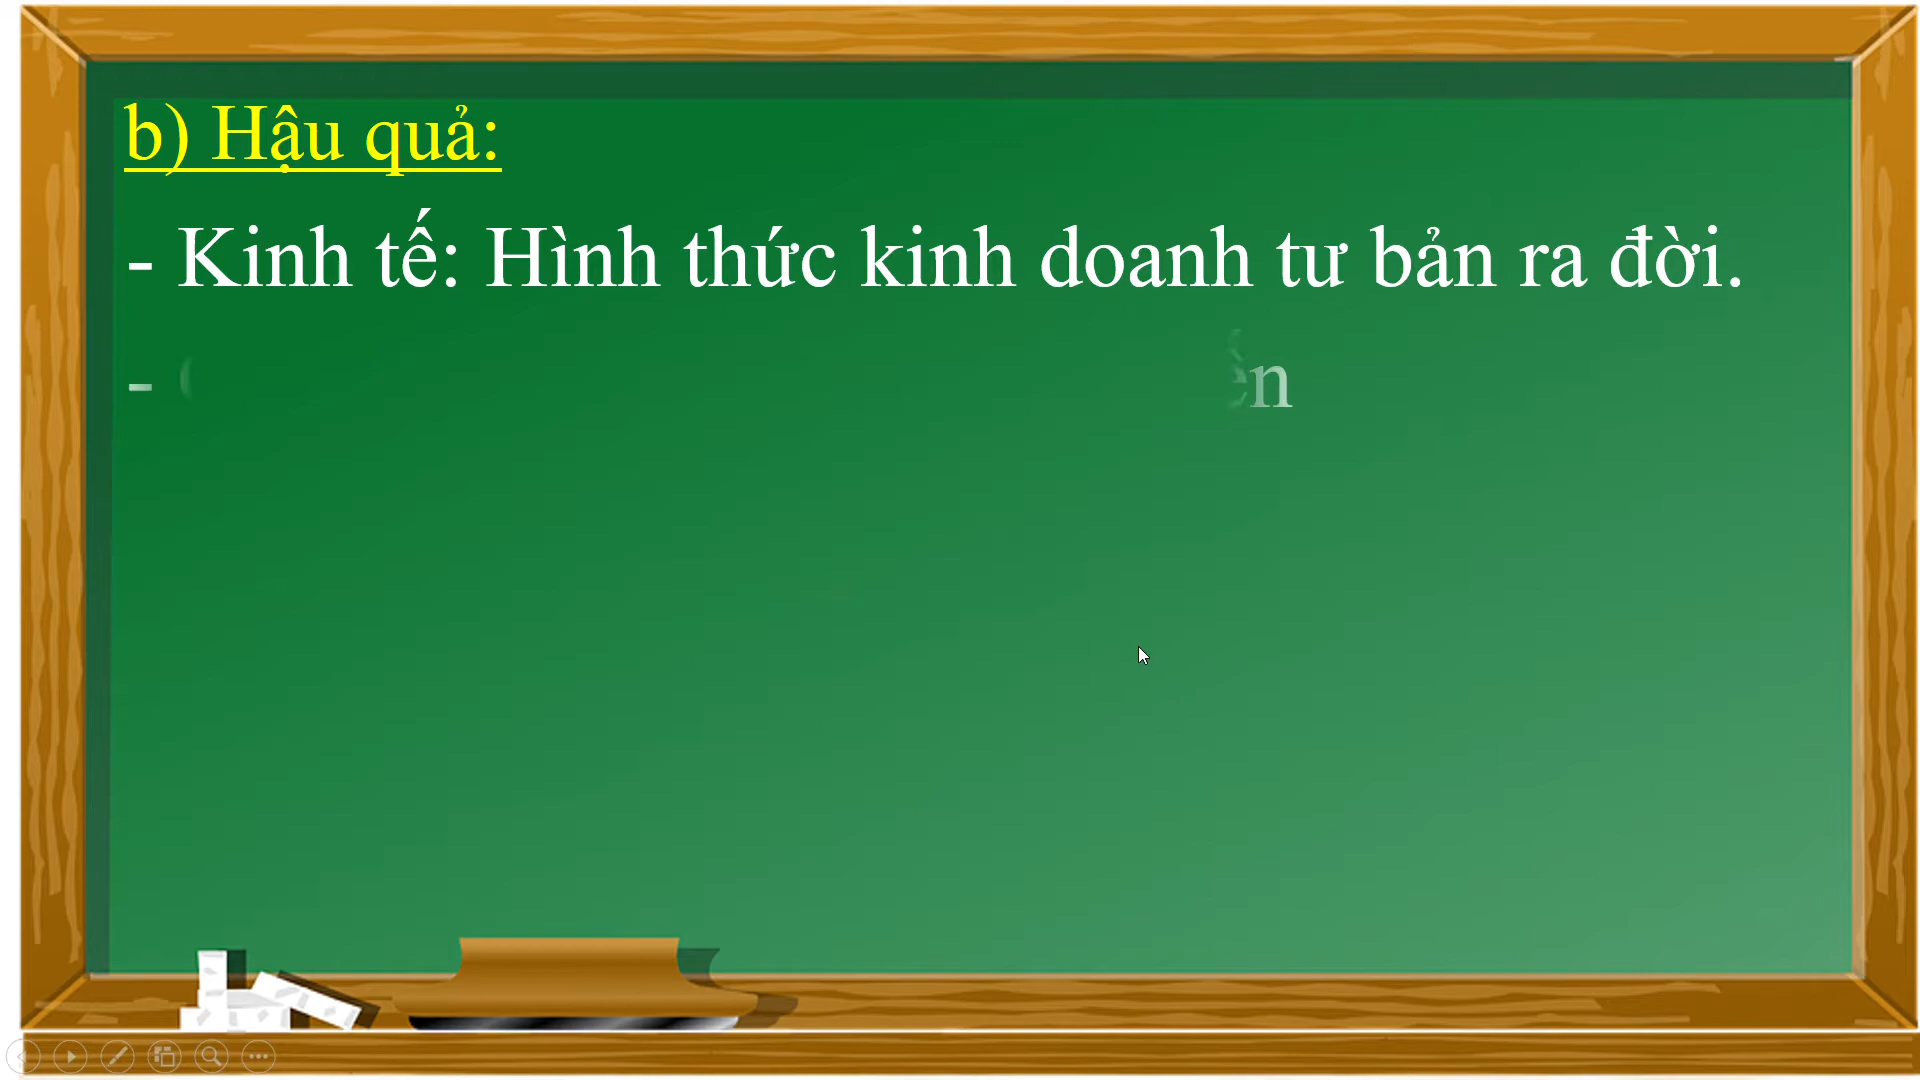 b) Hậu quả:
- Kinh tế: Hình thức kinh doanh tư bản ra đời.
-